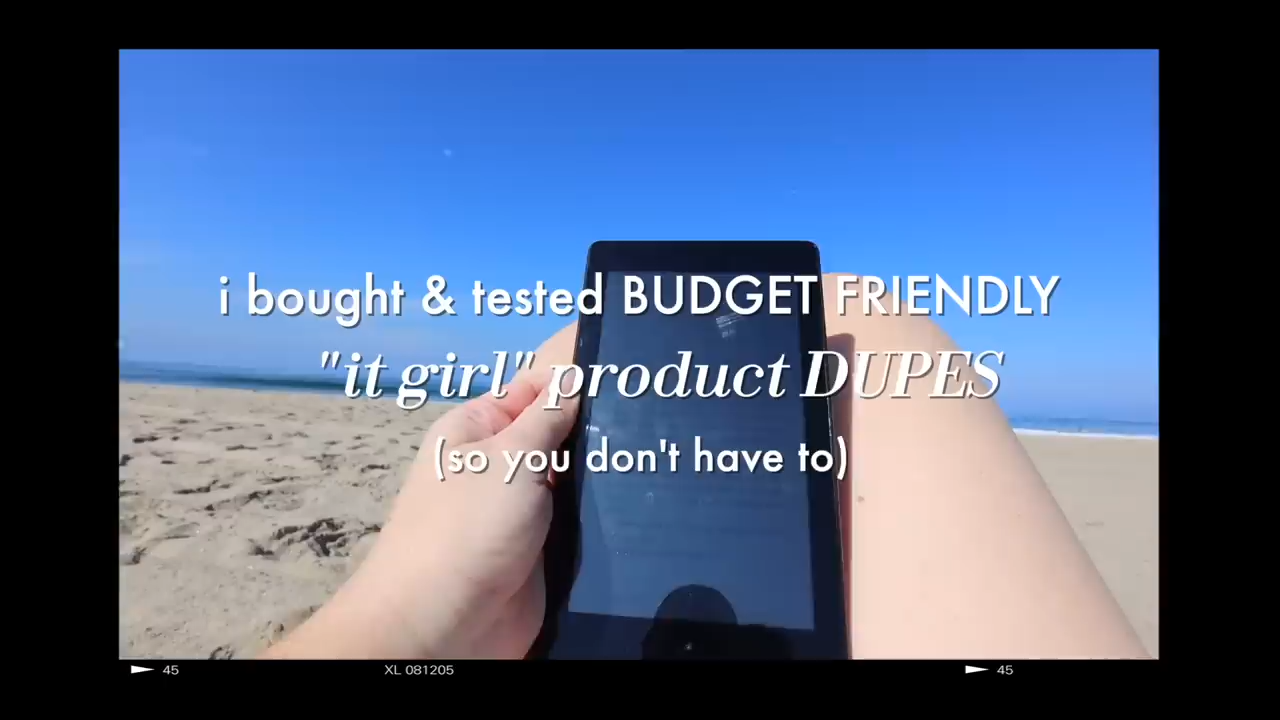 i bought & tested BUDGET FRIENDLY
"it girl" product DUPES
(so you don't have to)
45 XL 081205 45